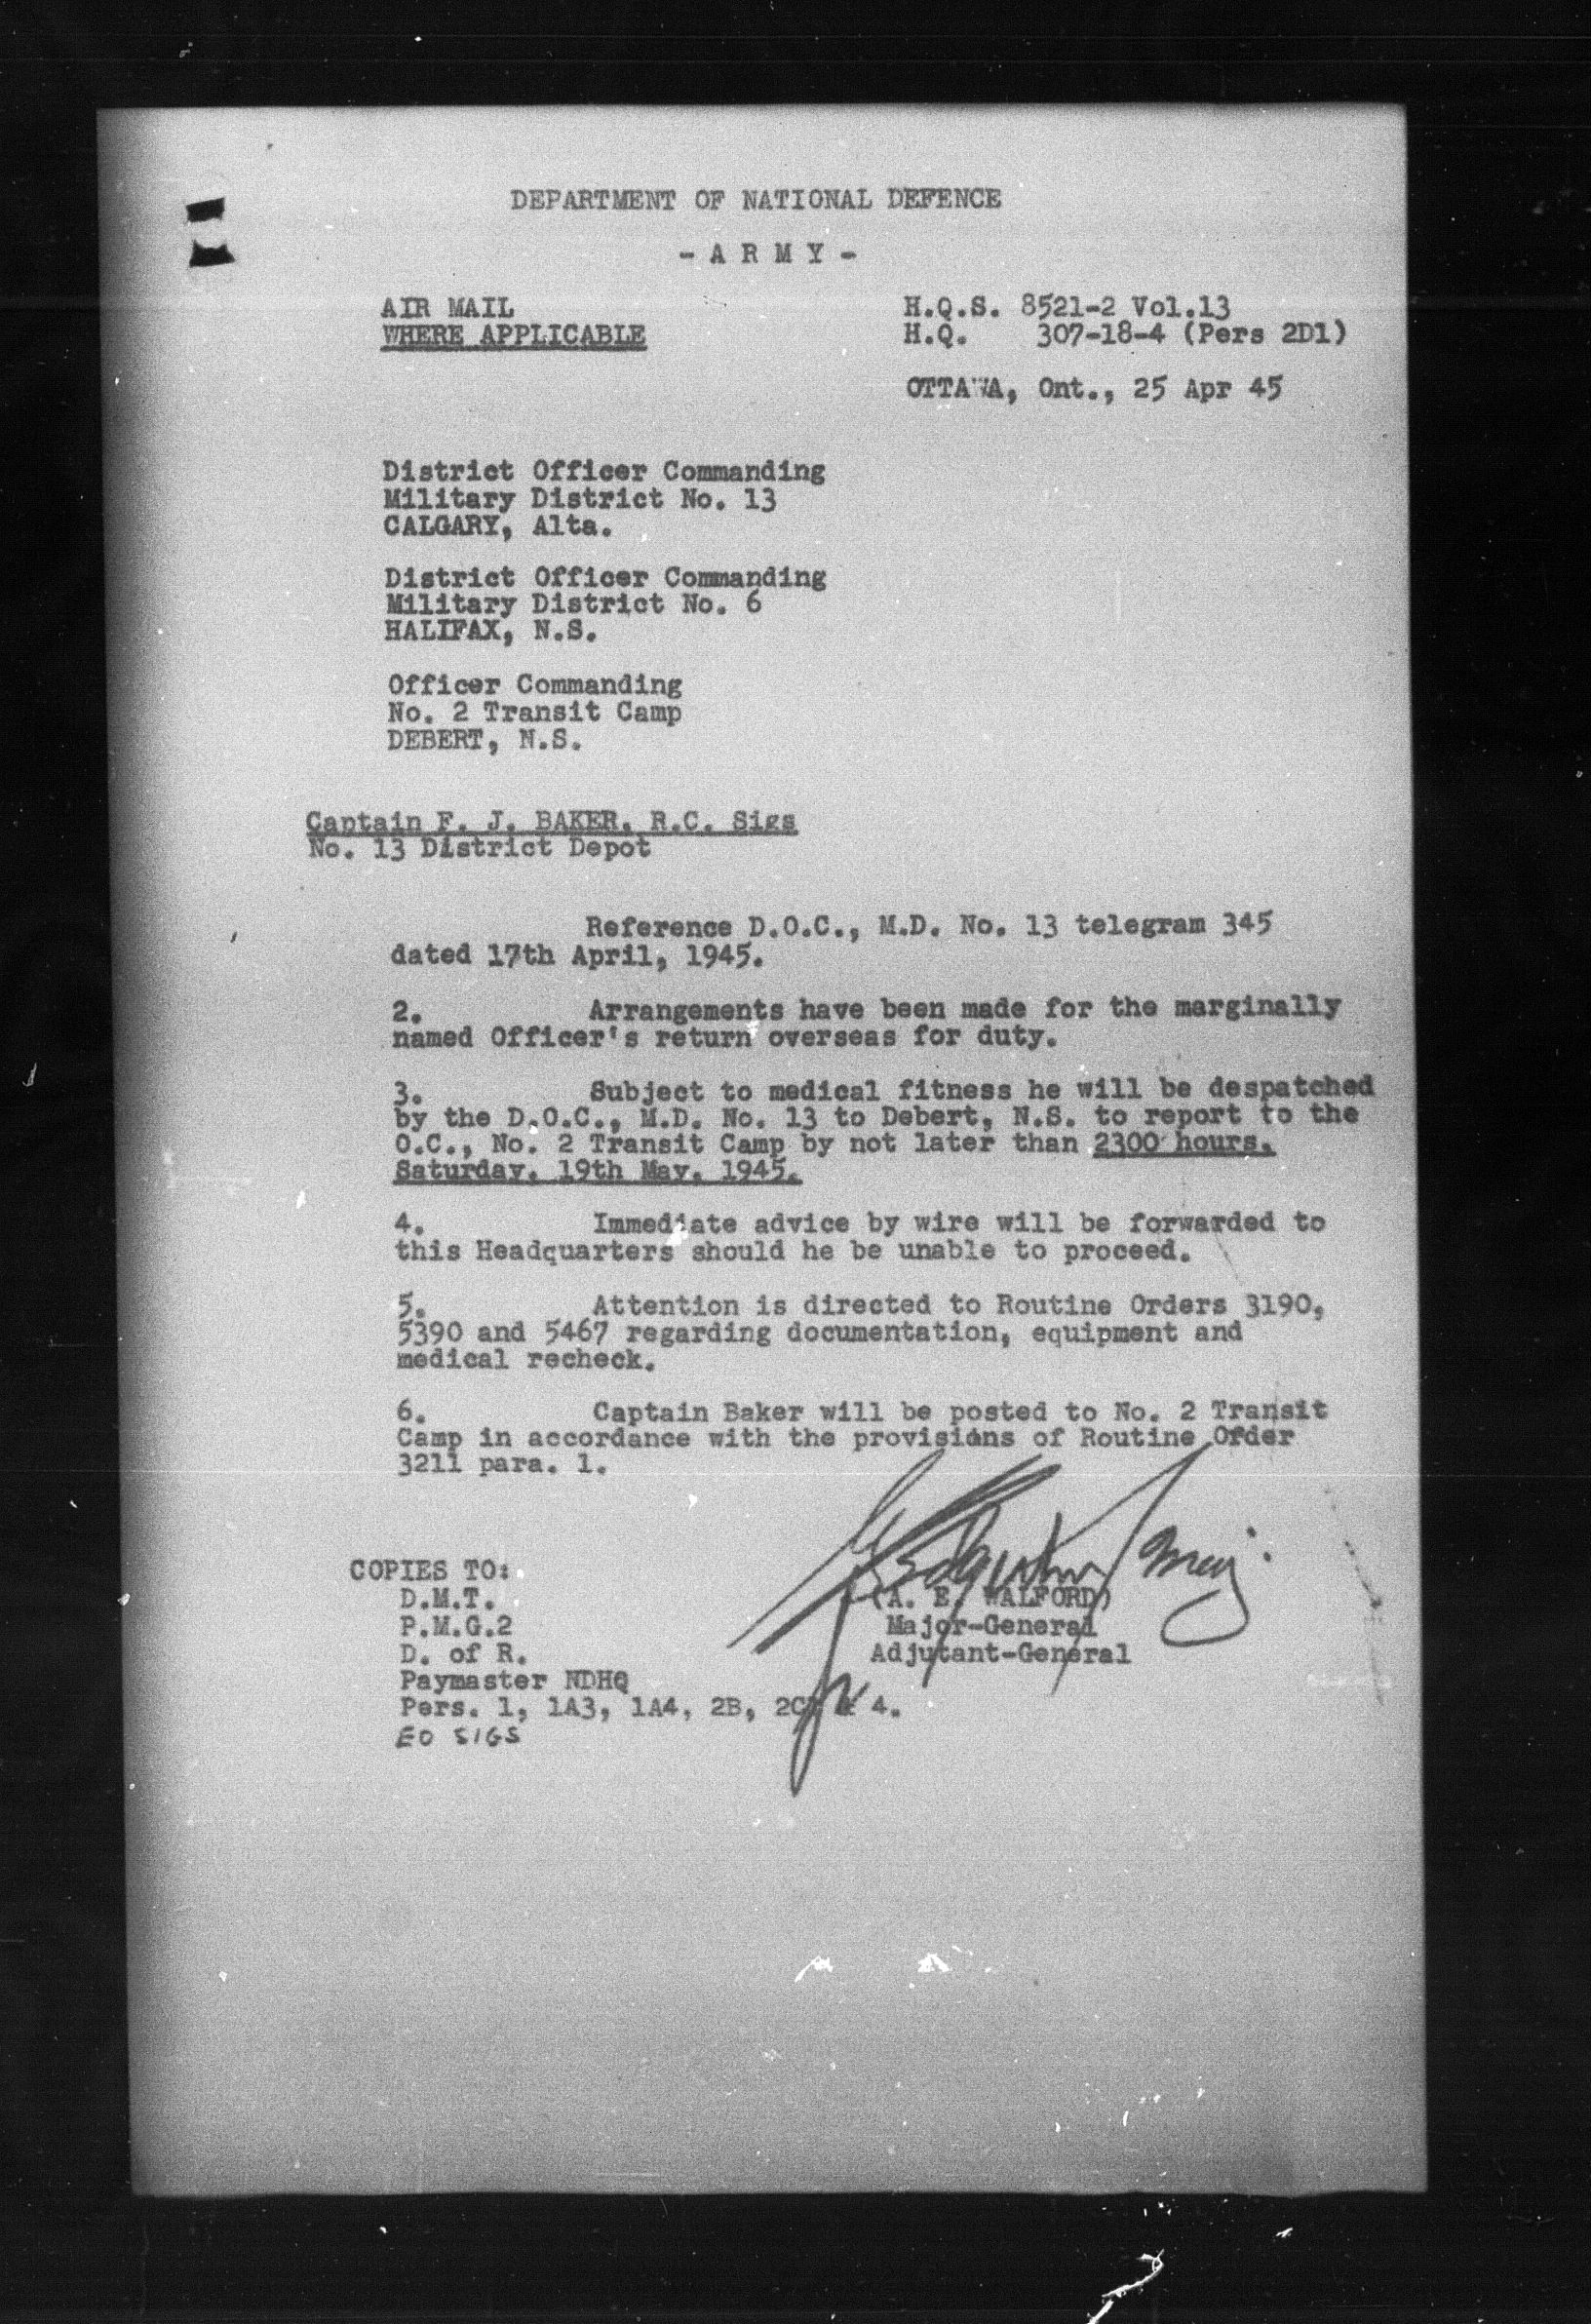 DEPARTMENT OF NATIONAL DEFENCE
- A R M Y -
AIR MAIL
WHERE APPLICABLE
H.Q.S. 8521-2 Vol.13
H.Q. 307-18-4 (Pers 2D1)
OTTAWA, Ont., 25 Apr 45
District Officer Commanding
Military District No. 13
CALGARY, Alta.
District Officer Commanding
Military District No. 6
HALIFAX, N.S.
Officer Commanding
No. 2 Transit Camp
DEBERT, N.S.
Captain F. J. BAKER, R.C. Sigs
No. 13 District Depot
Reference D.O.C., M.D. No. 13 telegram 345
dated 17th April, 1945.
2. Arrangements have been made for the marginally
named Officer's return overseas for duty.
3. Subject to medical fitness he will be despatched
by the D.O.C., M.D. No. 13 to Debert, N.S. to report to the
O.C., No. 2 Transit Camp by not later than 2300 hours,
Saturday, 19th May, 1945.
4. Immediate advice by wire will be forwarded to
this Headquarters should he be unable to proceed.
5. Attention is directed to Routine Orders 3190,
5390 and 5467 regarding documentation, equipment and
medical recheck.
6. Captain Baker will be posted to No. 2 Transit
Camp in accordance with the provisions of Routine Order
3211 para. 1.
Maj.
(A. E. WALFORD)
Major-General
Adjutant-General
COPIES TO:
D.M.T.
P.M.G.2
D. of R.
Paymaster NDHQ
Pers. 1, 1A3, 1A4, 2B, & 4.
EO SIGS